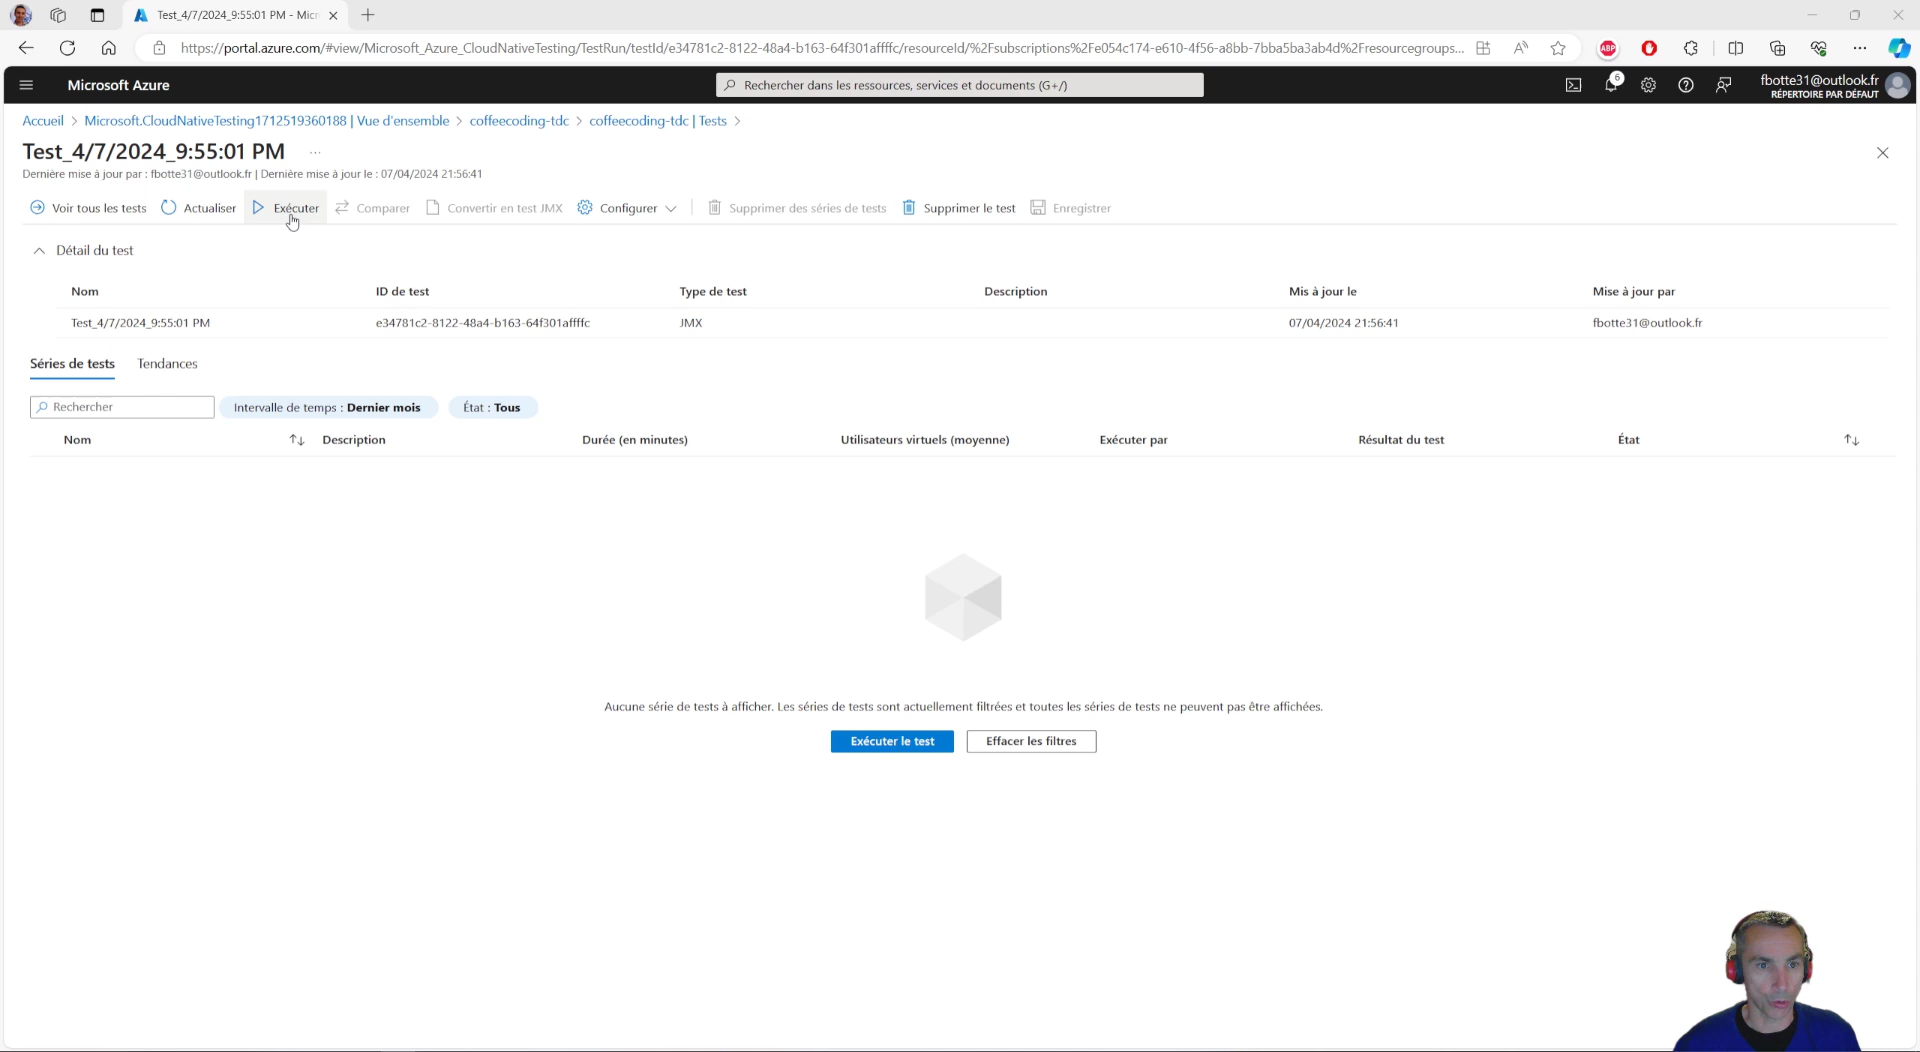 Test_4/7/2024_9:55:01 PM - Micr
https://portal.azure.com/#view/Microsoft_Azure_CloudNativeTesting/TestRun/testId/e34781c2-8122-48a4-b163-64f301affffc/resourceId/%2Fsubscriptions%2Fe054c174-e610-4f56-a8bb-7bba5ba3ab4d%2Fresourcegroups...
ABP
Microsoft Azure
Rechercher dans les ressources, services et documents (G+/)
6
fbotte31@outlook.fr
RÉPERTOIRE PAR DÉFAUT
Accueil > Microsoft.CloudNativeTesting1712519360188 | Vue d'ensemble > coffeecoding-tdc > coffeecoding-tdc | Tests >
Test_4/7/2024_9:55:01 PM ...
Dernière mise à jour par : fbotte31@outlook.fr | Dernière mise à jour le : 07/04/2024 21:56:41
Voir tous les tests Actualiser Exécuter Comparer Convertir en test JMX Configurer Supprimer des séries de tests Supprimer le test Enregistrer
Détail du test
Nom ID de test Type de test Description Mis à jour le Mise à jour par
Test_4/7/2024_9:55:01 PM e34781c2-8122-48a4-b163-64f301affffc JMX 07/04/2024 21:56:41 fbotte31@outlook.fr
Séries de tests Tendances
Rechercher Intervalle de temps : Dernier mois État : Tous
Nom Description Durée (en minutes) Utilisateurs virtuels (moyenne) Exécuter par Résultat du test État
Aucune série de tests à afficher. Les séries de tests sont actuellement filtrées et toutes les séries de tests ne peuvent pas être affichées.
Exécuter le test Effacer les filtres